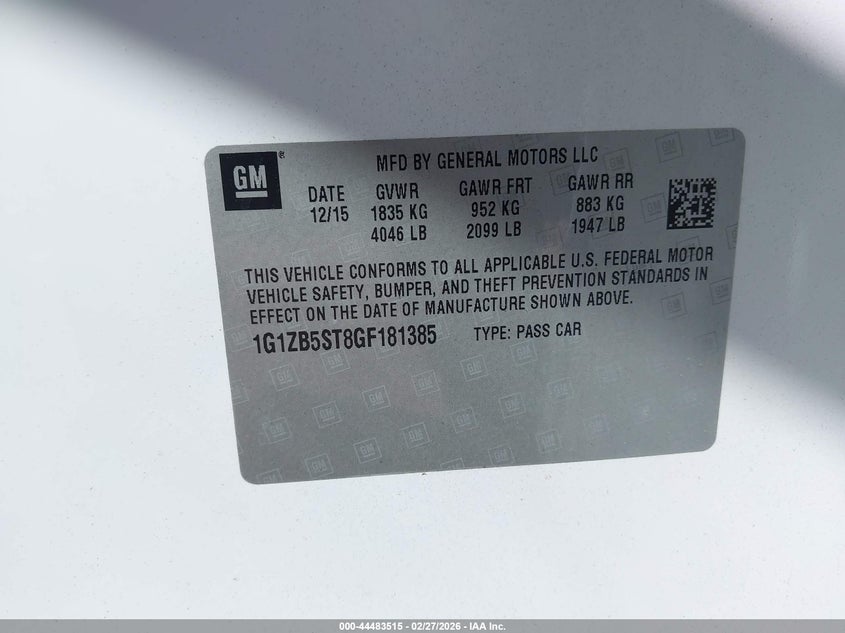 GM®
MFD BY GENERAL MOTORS LLC
DATE GVWR GAWR FRT GAWR RR
12/15 1835 KG 952 KG 883 KG
4046 LB 2099 LB 1947 LB
THIS VEHICLE CONFORMS TO ALL APPLICABLE U.S. FEDERAL MOTOR
VEHICLE SAFETY, BUMPER, AND THEFT PREVENTION STANDARDS IN
EFFECT ON THE DATE OF MANUFACTURE SHOWN ABOVE.
1G1ZB5ST8GF181385 TYPE: PASS CAR
000-44483515 - 02/27/2026 - IAA Inc.